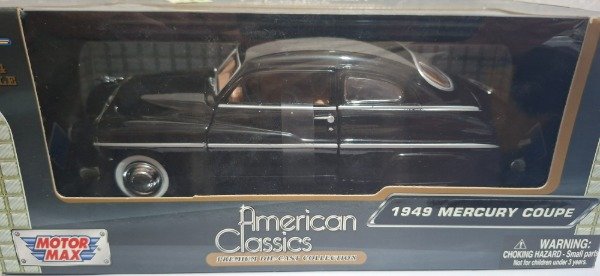 1949 MERCURY COUPE
American
Classics
PREMIUM DIE-CAST COLLECTION
MOTOR
MAX
WARNING:
CHOKING HAZARD - Small parts
Not for children under 3 years.